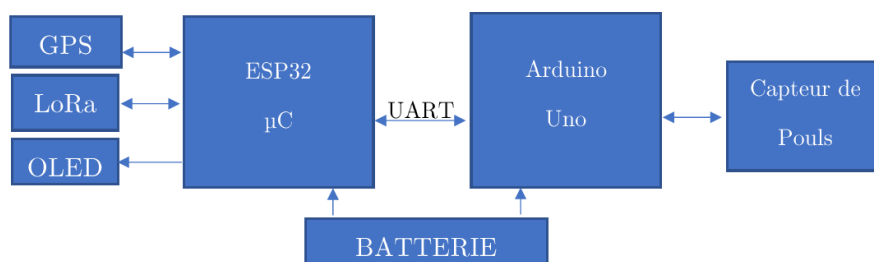 GPS
LoRa
OLED
ESP32
µC
UART
Arduino
Uno
Capteur de
Pouls
BATTERIE